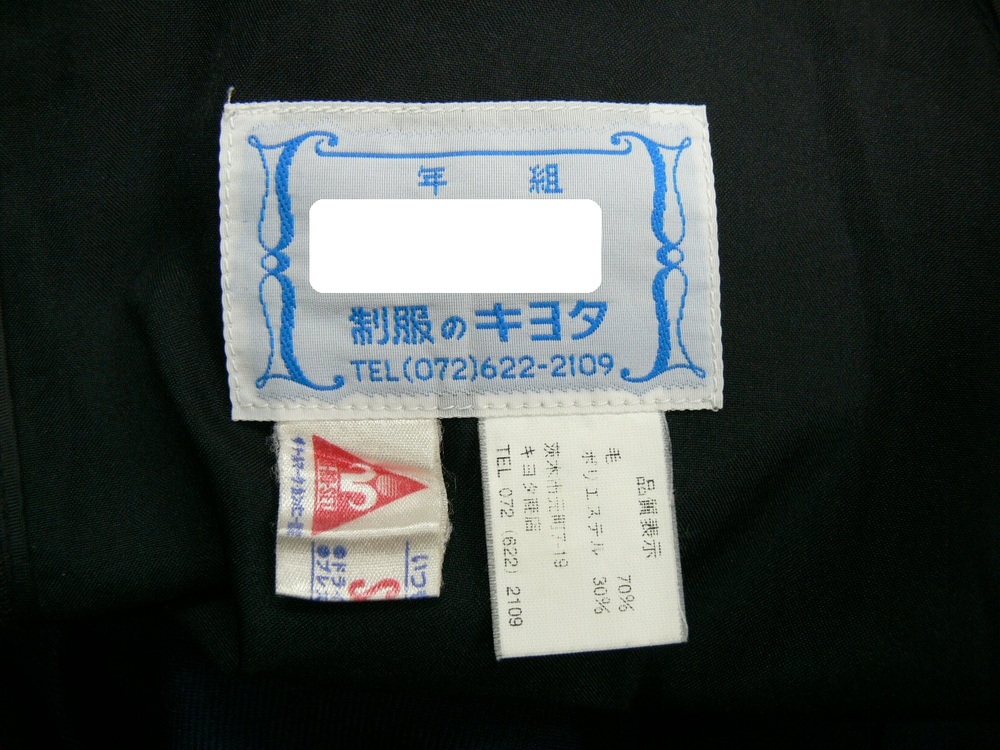 年 組
制服のキヨタ
TEL(072)622-2109
品質表示
毛 70%
ポリエステル 30%
茨木市元町7-19
キヨタ商店
TEL 072 (622) 2109